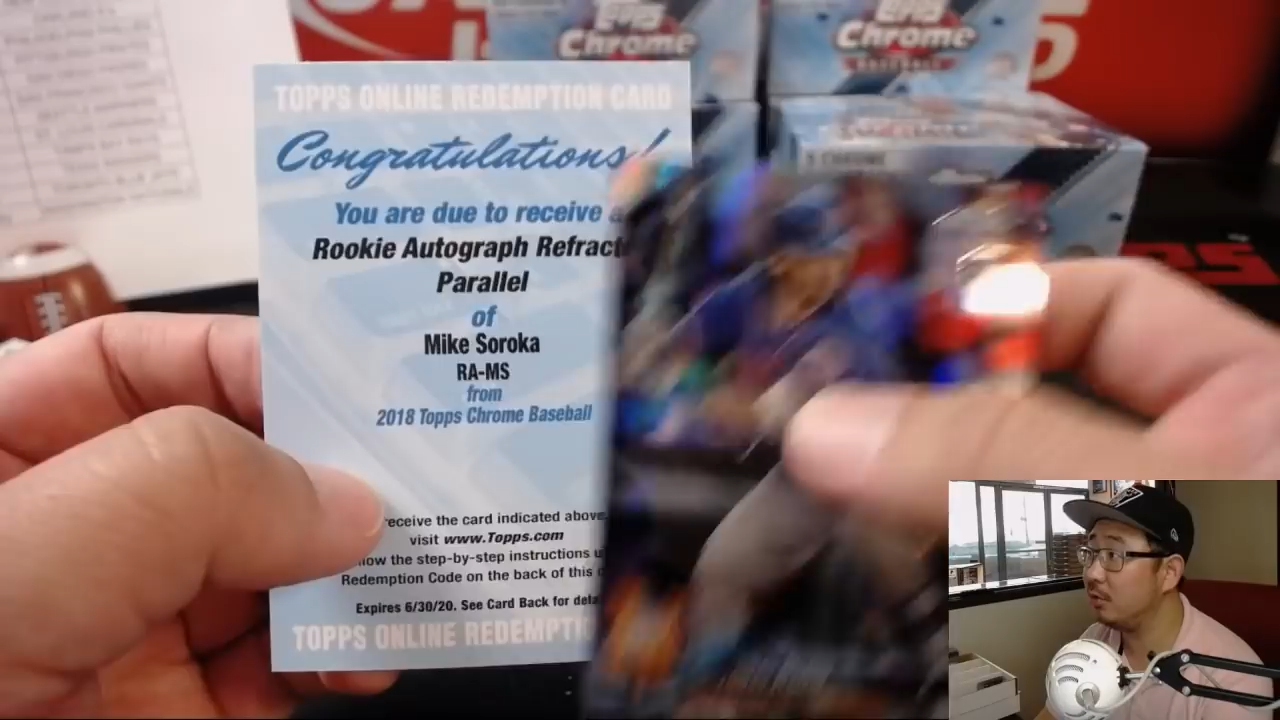 Topps Chrome
Topps Chrome
BASEBALL
TOPPS ONLINE REDEMPTION CARD
Congratulations!
You are due to receive a
Rookie Autograph Refract
Parallel
of
Mike Soroka
RA-MS
from
2018 Topps Chrome Baseball
receive the card indicated above
visit www.Topps.com
low the step-by-step instructions u
Redemption Code on the back of this c
Expires 6/30/20. See Card Back for deta
TOPPS ONLINE REDEMPTI